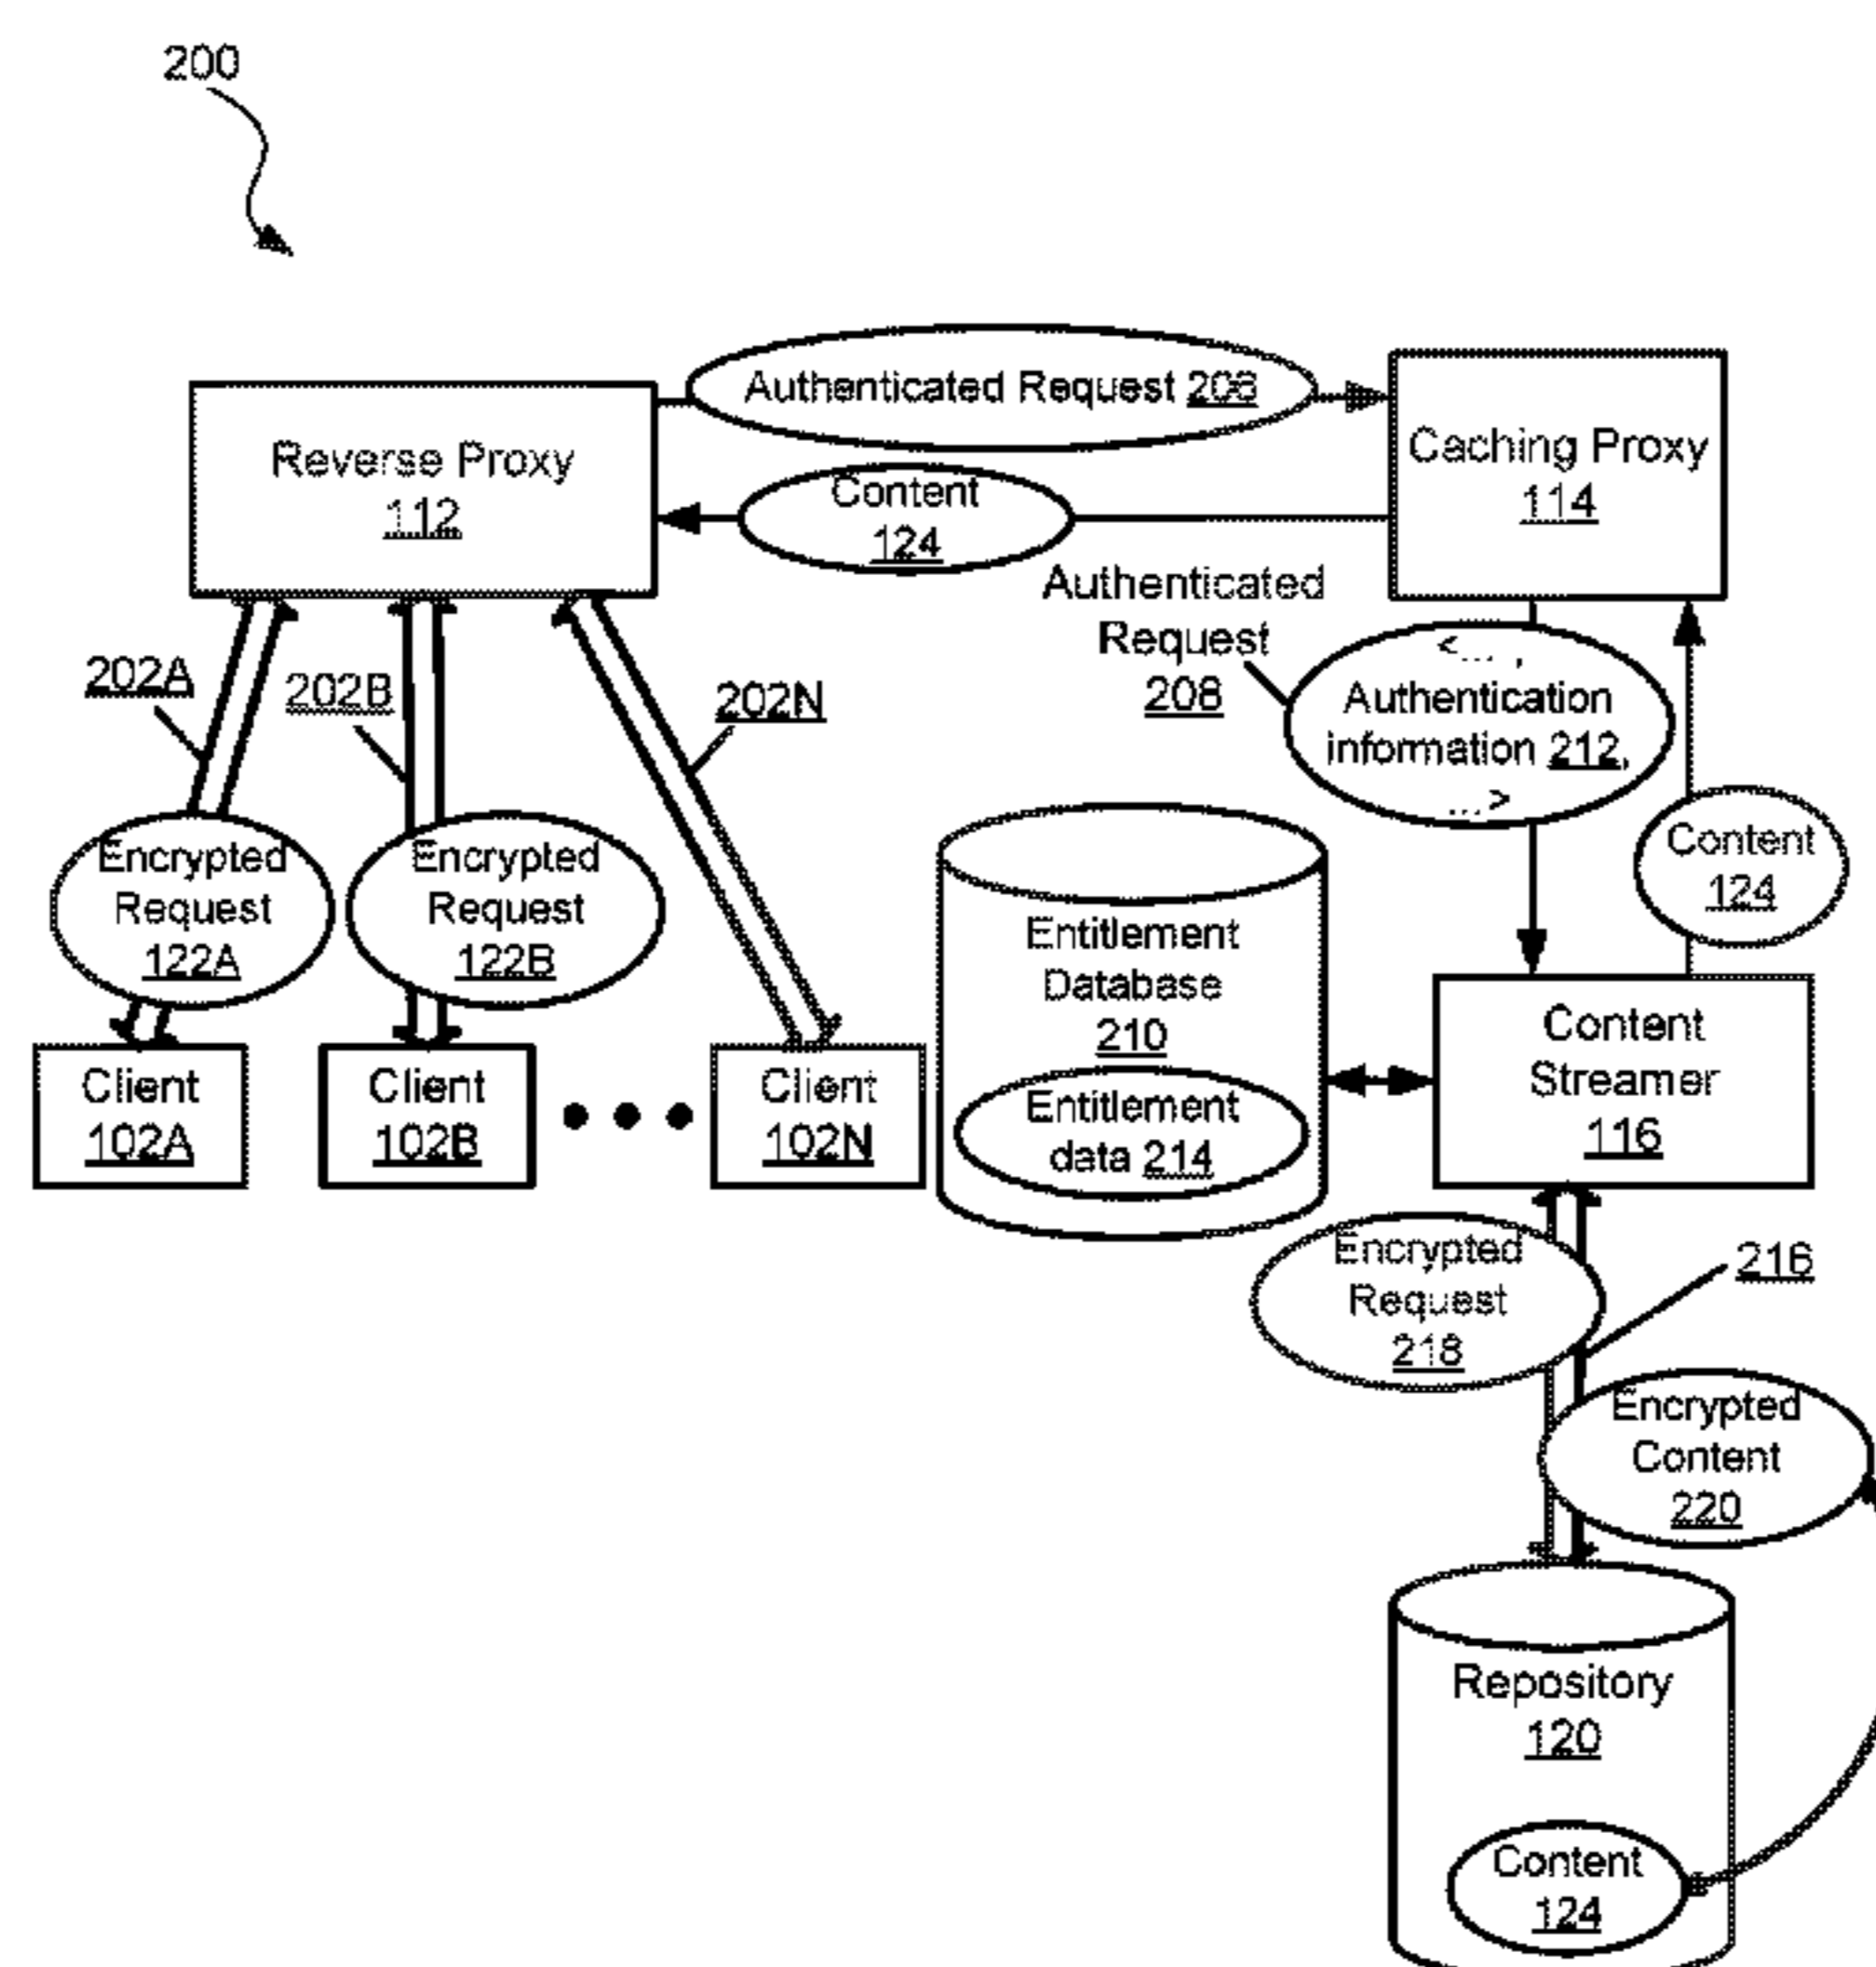 200
Authenticated Request 208
Reverse Proxy
112
Caching Proxy
114
Content
124
Authenticated
Request
208
<... ,
Authentication
information 212,
...>
202A
202B
202N
Content
124
Encrypted
Request
122A
Encrypted
Request
122B
Entitlement
Database
210
Entitlement
data 214
Content
Streamer
116
Client
102A
Client
102B
Client
102N
Encrypted
Request
218
216
Encrypted
Content
220
Repository
120
Content
124